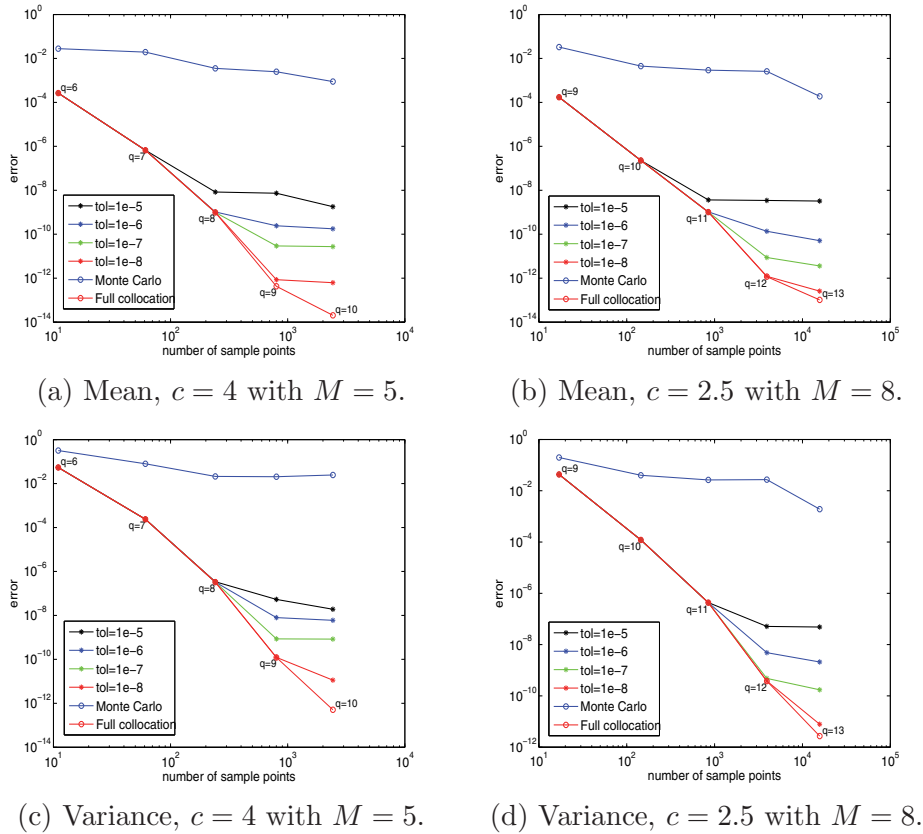 10^0
10^−2
10^−4
10^−6
10^−8
10^−10
10^−12
10^−14
error
q=6
q=7
q=8
q=9
q=10
tol=1e−5
tol=1e−6
tol=1e−7
tol=1e−8
Monte Carlo
Full collocation
10^1 10^2 10^3 10^4
number of sample points
(a) Mean, c = 4 with M = 5.
10^0
10^−2
10^−4
10^−6
10^−8
10^−10
10^−12
10^−14
error
q=9
q=10
q=11
q=12
q=13
tol=1e−5
tol=1e−6
tol=1e−7
tol=1e−8
Monte Carlo
Full collocation
10^1 10^2 10^3 10^4 10^5
number of sample points
(b) Mean, c = 2.5 with M = 8.
10^0
10^−2
10^−4
10^−6
10^−8
10^−10
10^−12
10^−14
error
q=6
q=7
q=8
q=9
q=10
tol=1e−5
tol=1e−6
tol=1e−7
tol=1e−8
Monte Carlo
Full collocation
10^1 10^2 10^3 10^4
number of sample points
(c) Variance, c = 4 with M = 5.
10^0
10^−2
10^−4
10^−6
10^−8
10^−10
10^−12
error
q=9
q=10
q=11
q=12
q=13
tol=1e−5
tol=1e−6
tol=1e−7
tol=1e−8
Monte Carlo
Full collocation
10^1 10^2 10^3 10^4 10^5
number of sample points
(d) Variance, c = 2.5 with M = 8.